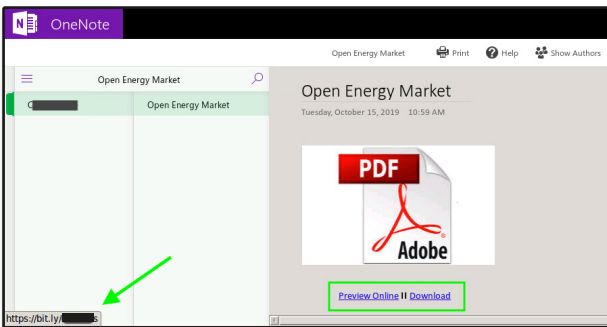 N OneNote
Open Energy Market Print ? Help Show Authors
Open Energy Market
Open Energy Market
Open Energy Market
Tuesday, October 15, 2019 10:59 AM
PDF
Adobe
Preview Online II Download
https://bit.ly/